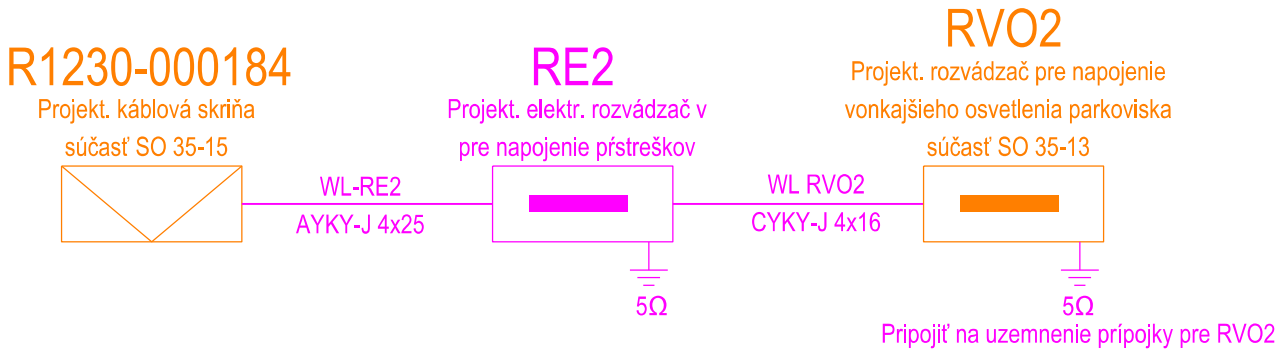 R1230-000184
Projekt. káblová skriňa
súčasť SO 35-15
RE2
Projekt. elektr. rozvádzač v
pre napojenie pŕstreškov
RVO2
Projekt. rozvádzač pre napojenie
vonkajšieho osvetlenia parkoviska
súčasť SO 35-13
WL-RE2
AYKY-J 4x25
WL RVO2
CYKY-J 4x16
5Ω
5Ω
Pripojiť na uzemnenie prípojky pre RVO2